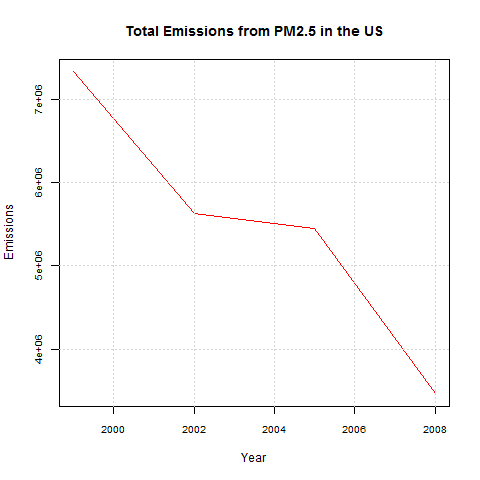 Total Emissions from PM2.5 in the US
Emissions
7e+06
6e+06
5e+06
4e+06
2000 2002 2004 2006 2008
Year